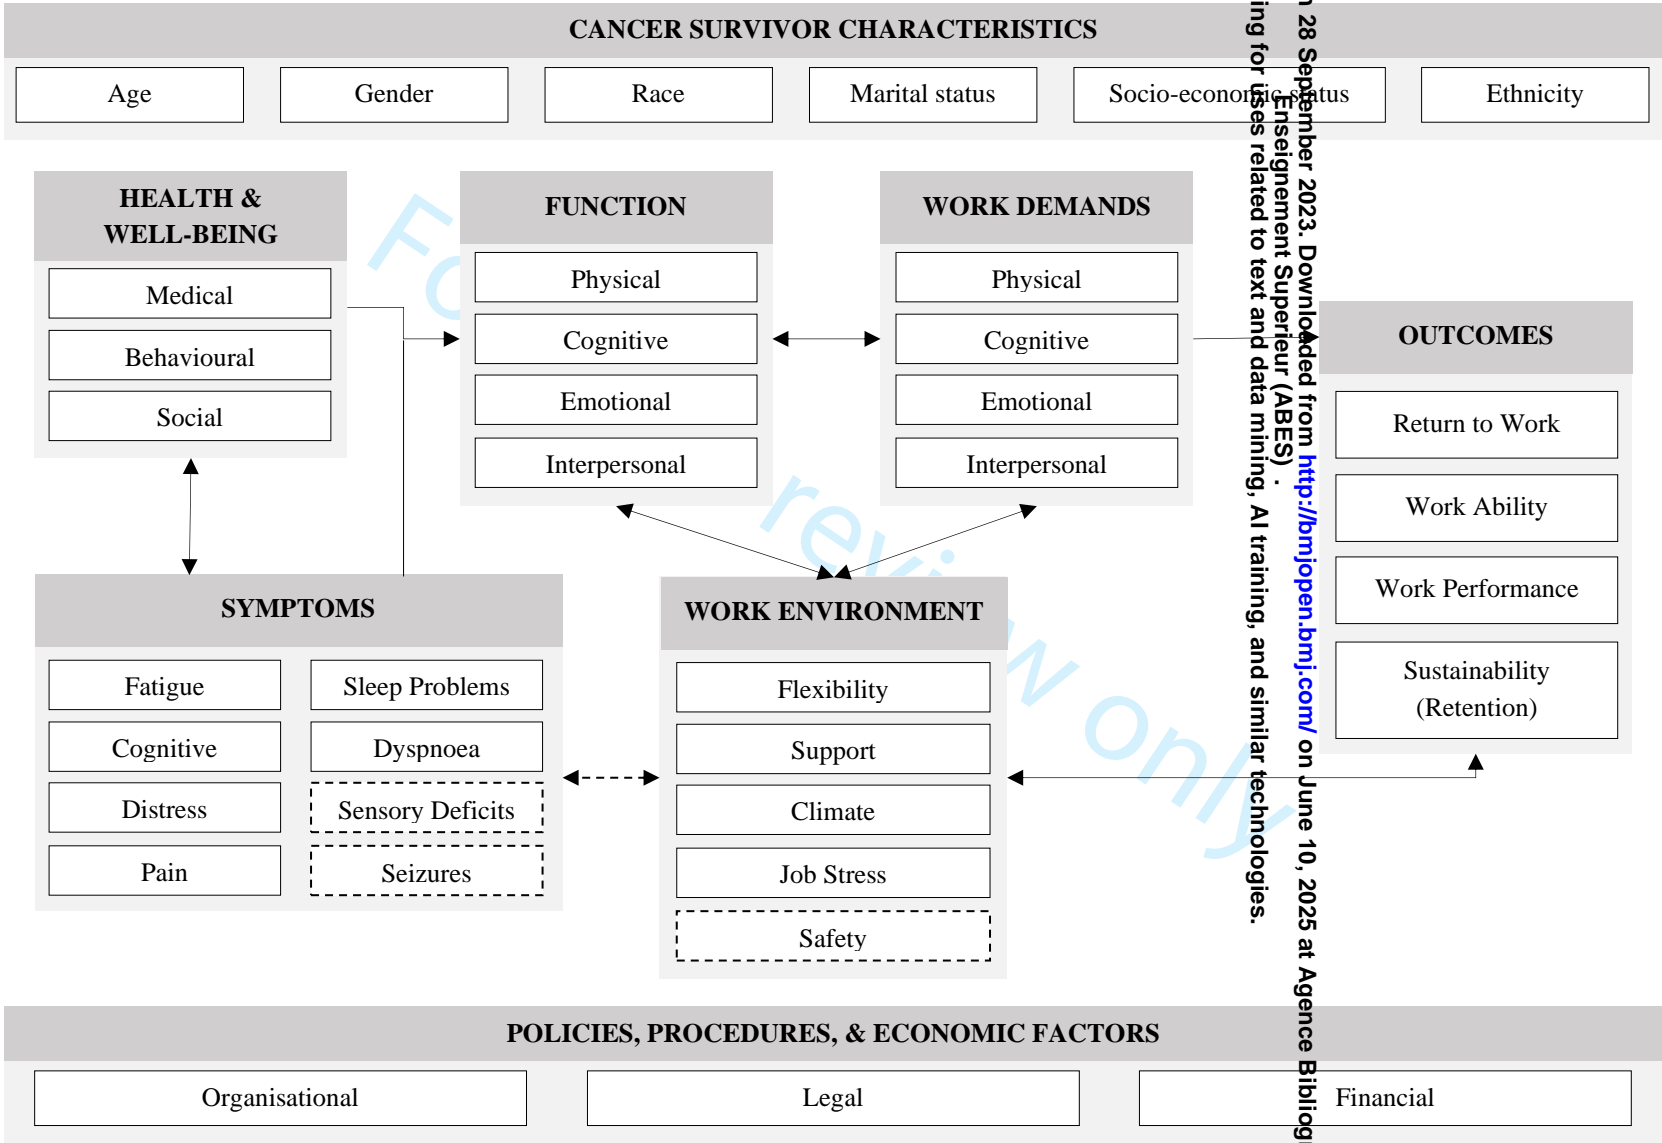 CANCER SURVIVOR CHARACTERISTICS
Age
Gender
Race
Marital status
Socio-economic status
Ethnicity
HEALTH &
WELL-BEING
Medical
Behavioural
Social
FUNCTION
Physical
Cognitive
Emotional
Interpersonal
WORK DEMANDS
Physical
Cognitive
Emotional
Interpersonal
OUTCOMES
Return to Work
Work Ability
Work Performance
Sustainability
(Retention)
SYMPTOMS
Fatigue
Sleep Problems
Cognitive
Dyspnoea
Distress
Sensory Deficits
Pain
Seizures
WORK ENVIRONMENT
Flexibility
Support
Climate
Job Stress
Safety
POLICIES, PROCEDURES, & ECONOMIC FACTORS
Organisational
Legal
Financial
review only
28 September 2023. Downloaded from http://bmjopen.bmj.com/ on June 10, 2025 at Agence
Enseignement Superieur (ABES) .
for uses related to text and data mining, AI training, and similar technologies.